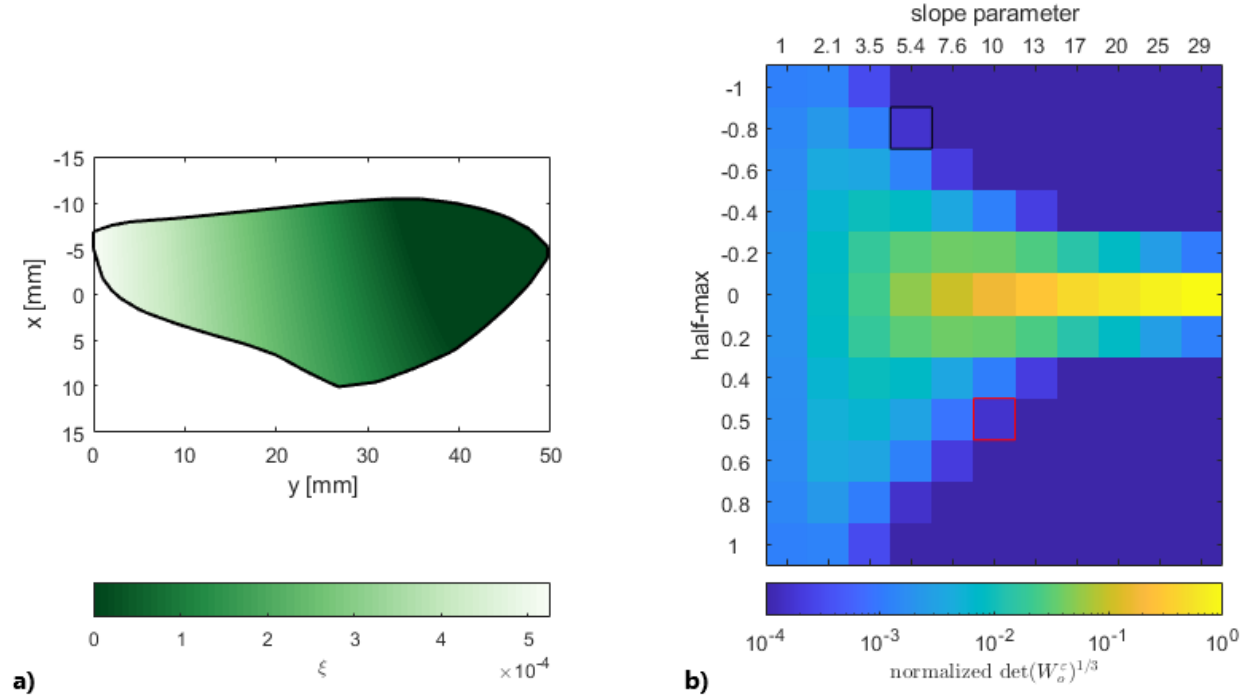 slope parameter
1 2.1 3.5 5.4 7.6 10 13 17 20 25 29
half-max
-1
-0.8
-0.6
-0.4
-0.2
0
0.2
0.4
0.5
0.6
0.8
1
10^-4 10^-3 10^-2 10^-1 10^0
normalized det(W_o^ε)^1/3
b)
x [mm]
-15
-10
-5
0
5
10
15
0 10 20 30 40 50
y [mm]
0 1 2 3 4 5
ξ
×10^-4
a)